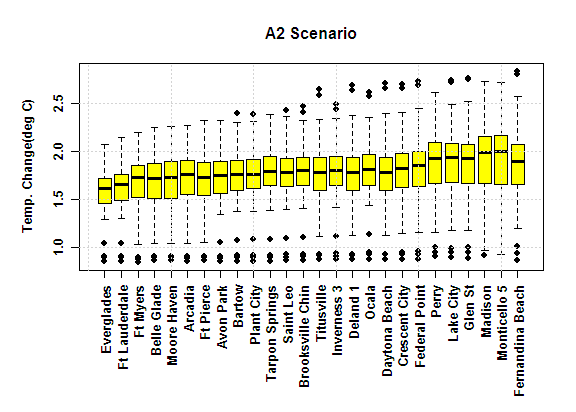 A2 Scenario
Temp. Change(deg C)
2.5
2.0
1.5
1.0
Everglades
Ft Lauderdale
Ft Myers
Belle Glade
Moore Haven
Arcadia
Ft Pierce
Avon Park
Bartow
Plant City
Tarpon Springs
Saint Leo
Brooksville Chin
Titusville
Inverness 3
Deland 1
Ocala
Daytona Beach
Crescent City
Federal Point
Perry
Lake City
Glen St
Madison
Monticello 5
Fernandina Beach